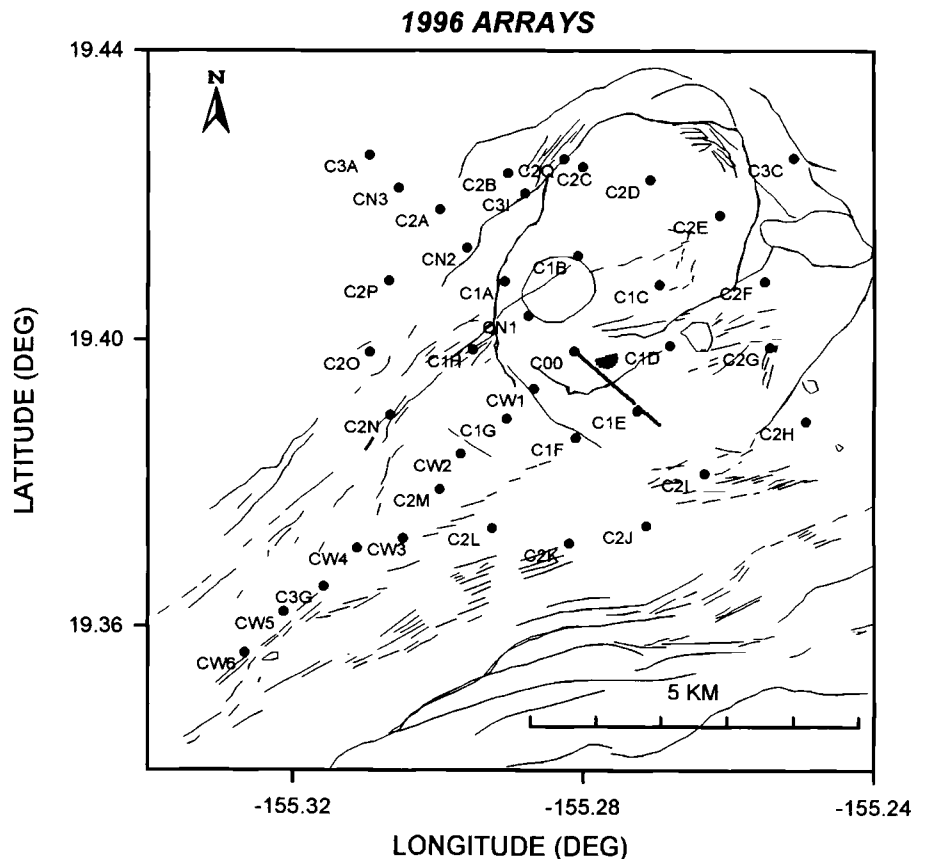 1996 ARRAYS
19.44
N
C3A
C3C
C2Q
C2B
C2C
CN3
C3I
C2D
C2A
C2E
CN2
C1B
C2P
C1A
C1C
C2F
CN1
19.40
C2O
C1H
C00
C1D
C2G
CW1
C2N
C1G
C1E
C1F
C2H
CW2
C2M
C2I
CW3
C2L
C2J
CW4
C2K
C3G
CW5
19.36
CW6
5 KM
-155.32
-155.28
-155.24
LATITUDE (DEG)
LONGITUDE (DEG)